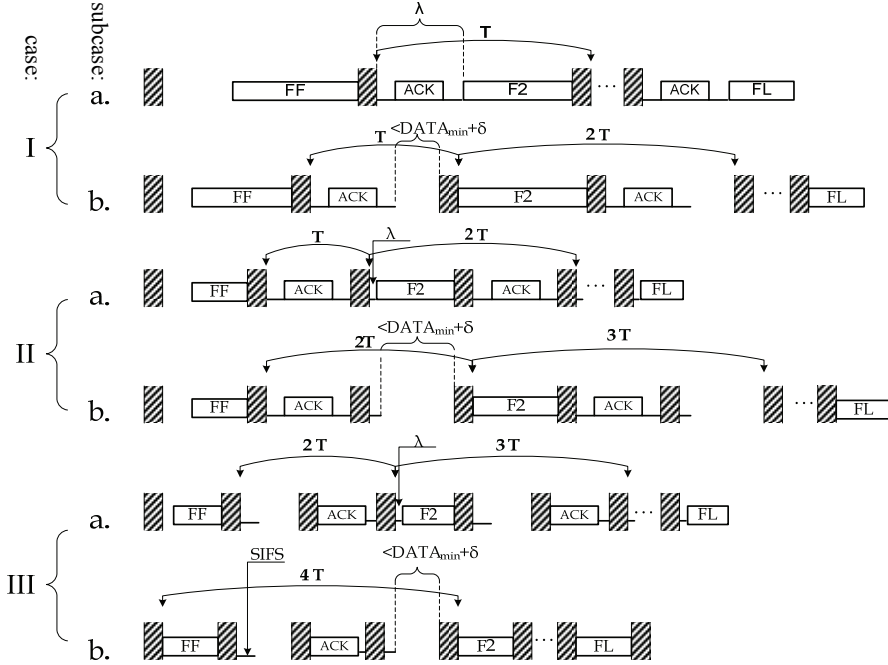 case:
subcase:
λ
T
a.
FF
ACK
F2
...
ACK
FL
I
<DATAmin+δ
T
2 T
b.
FF
ACK
F2
ACK
...
FL
T
λ
2 T
a.
FF
ACK
F2
ACK
...
FL
II
<DATAmin+δ
2T
3 T
b.
FF
ACK
F2
ACK
...
FL
2 T
λ
3 T
a.
FF
ACK
F2
ACK
...
FL
III
SIFS
<DATAmin+δ
4 T
b.
FF
ACK
F2
...
FL